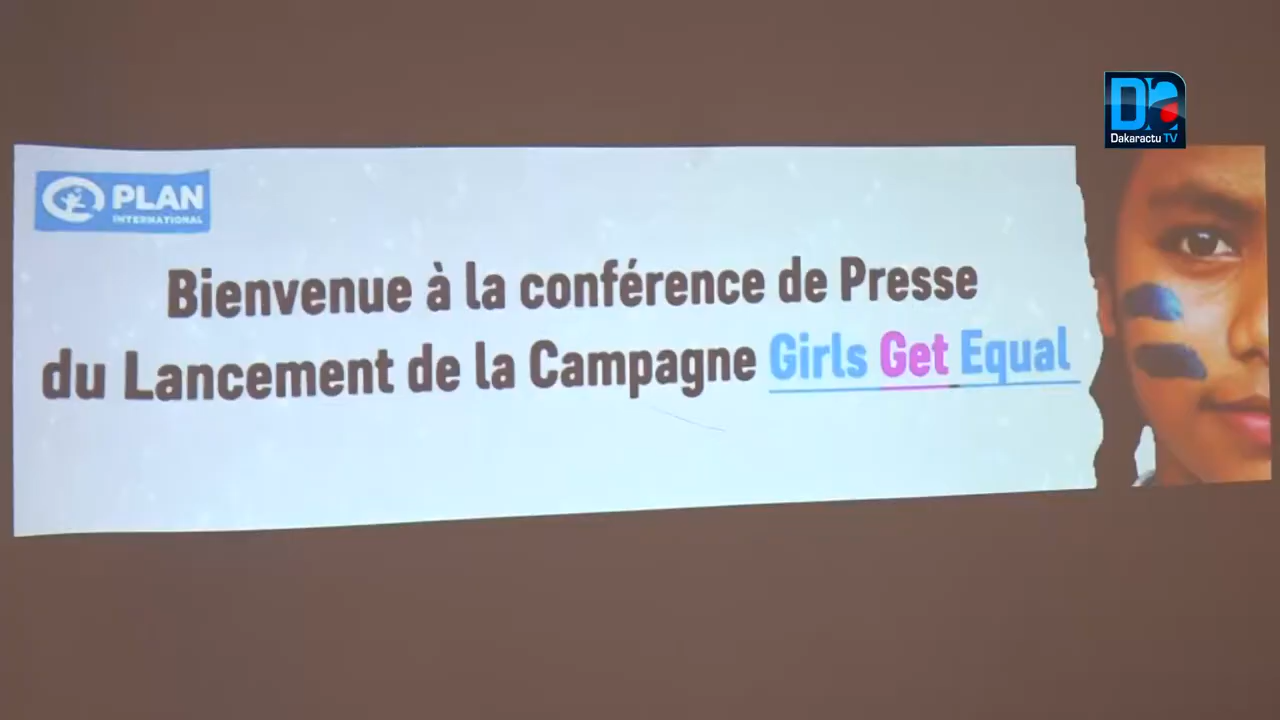 Dakaractu TV
PLAN
INTERNATIONAL
Bienvenue à la conférence de Presse
du Lancement de la Campagne Girls Get Equal